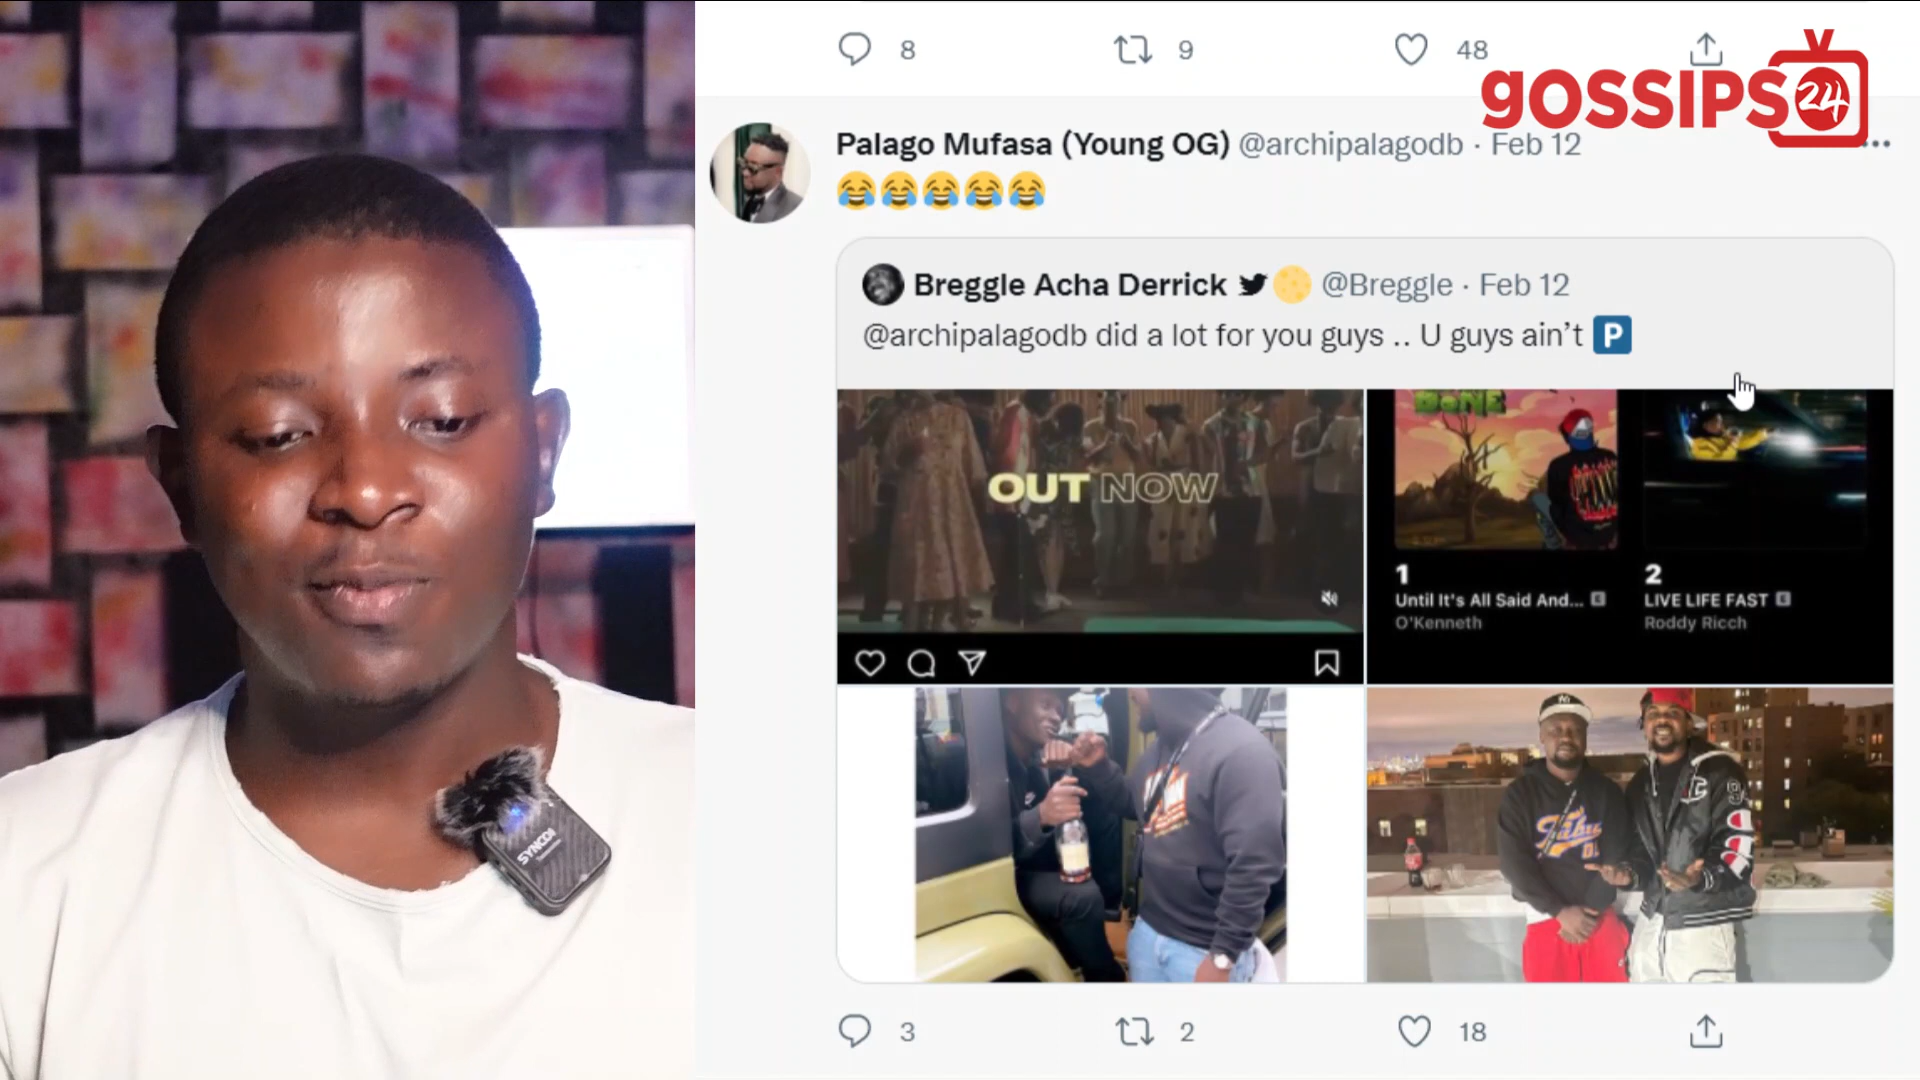 8 9 48
gOSSIPS 24
Palago Mufasa (Young OG) @archipalagodb · Feb 12
😂😂😂😂😂
Breggle Acha Derrick @Breggle · Feb 12
@archipalagodb did a lot for you guys .. U guys ain’t 🅿️
OUT NOW
DONE
1
Until It's All Said And... E
O'Kenneth
2
LIVE LIFE FAST E
Roddy Ricch
SYNCO
3 2 18